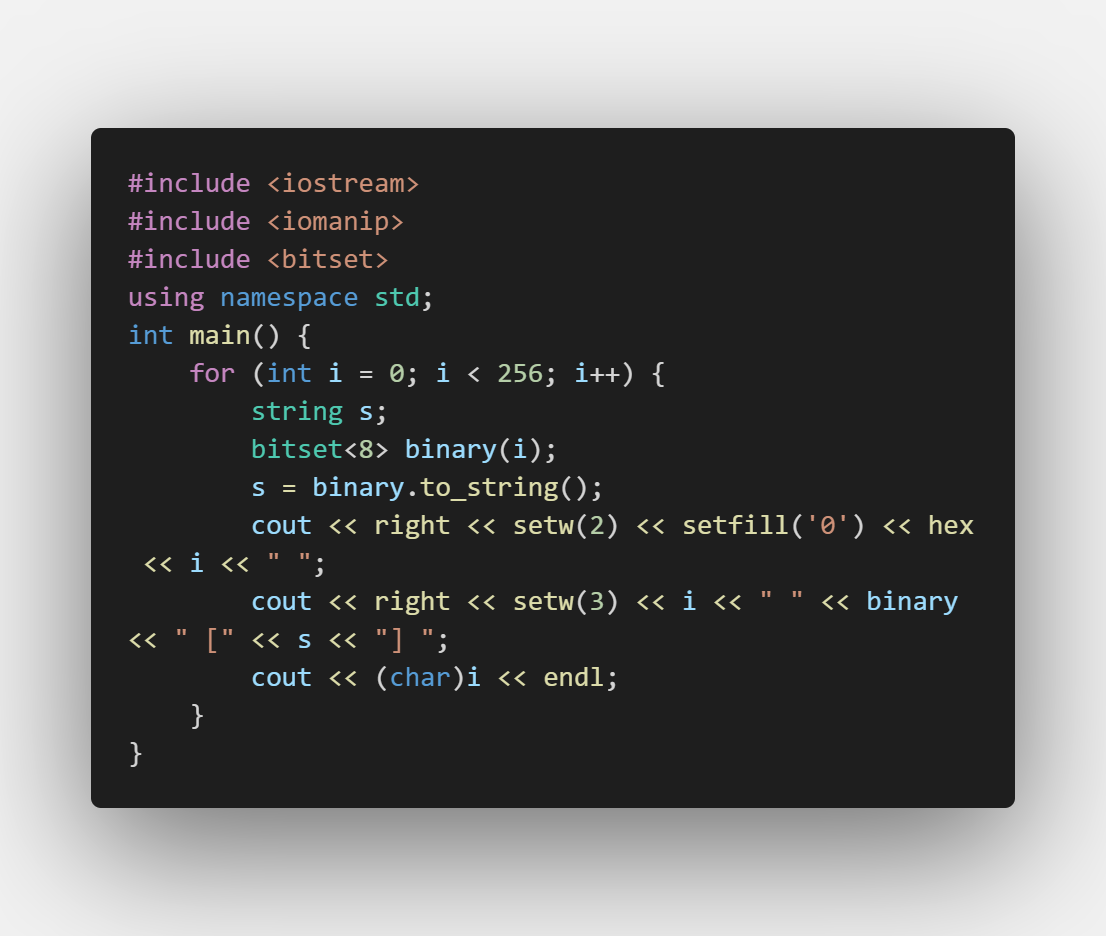 #include <iostream>
#include <iomanip>
#include <bitset>
using namespace std;
int main() {
    for (int i = 0; i < 256; i++) {
        string s;
        bitset<8> binary(i);
        s = binary.to_string();
        cout << right << setw(2) << setfill('0') << hex
 << i << " ";
        cout << right << setw(3) << i << " " << binary
<< " [" << s << "] ";
        cout << (char)i << endl;
    }
}